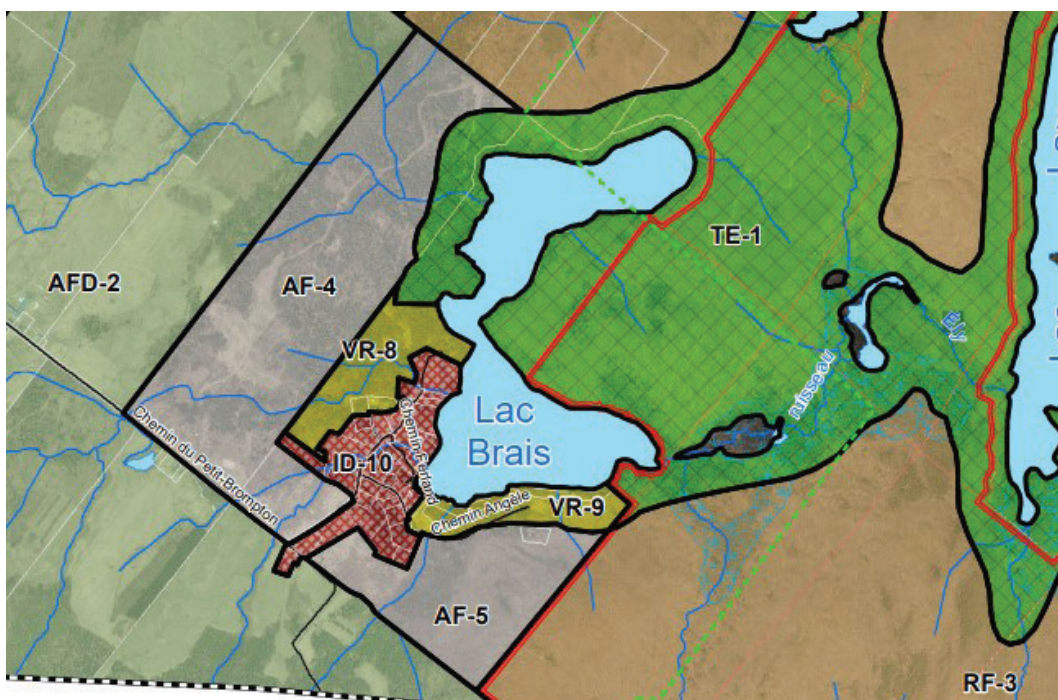 TE-1
AFD-2
AF-4
Ely
VR-8
ruisseau
Chemin du Petit-Brompton
Chemin Ferland
Lac
Brais
ID-10
Chemin Angèle
VR-9
AF-5
RF-3